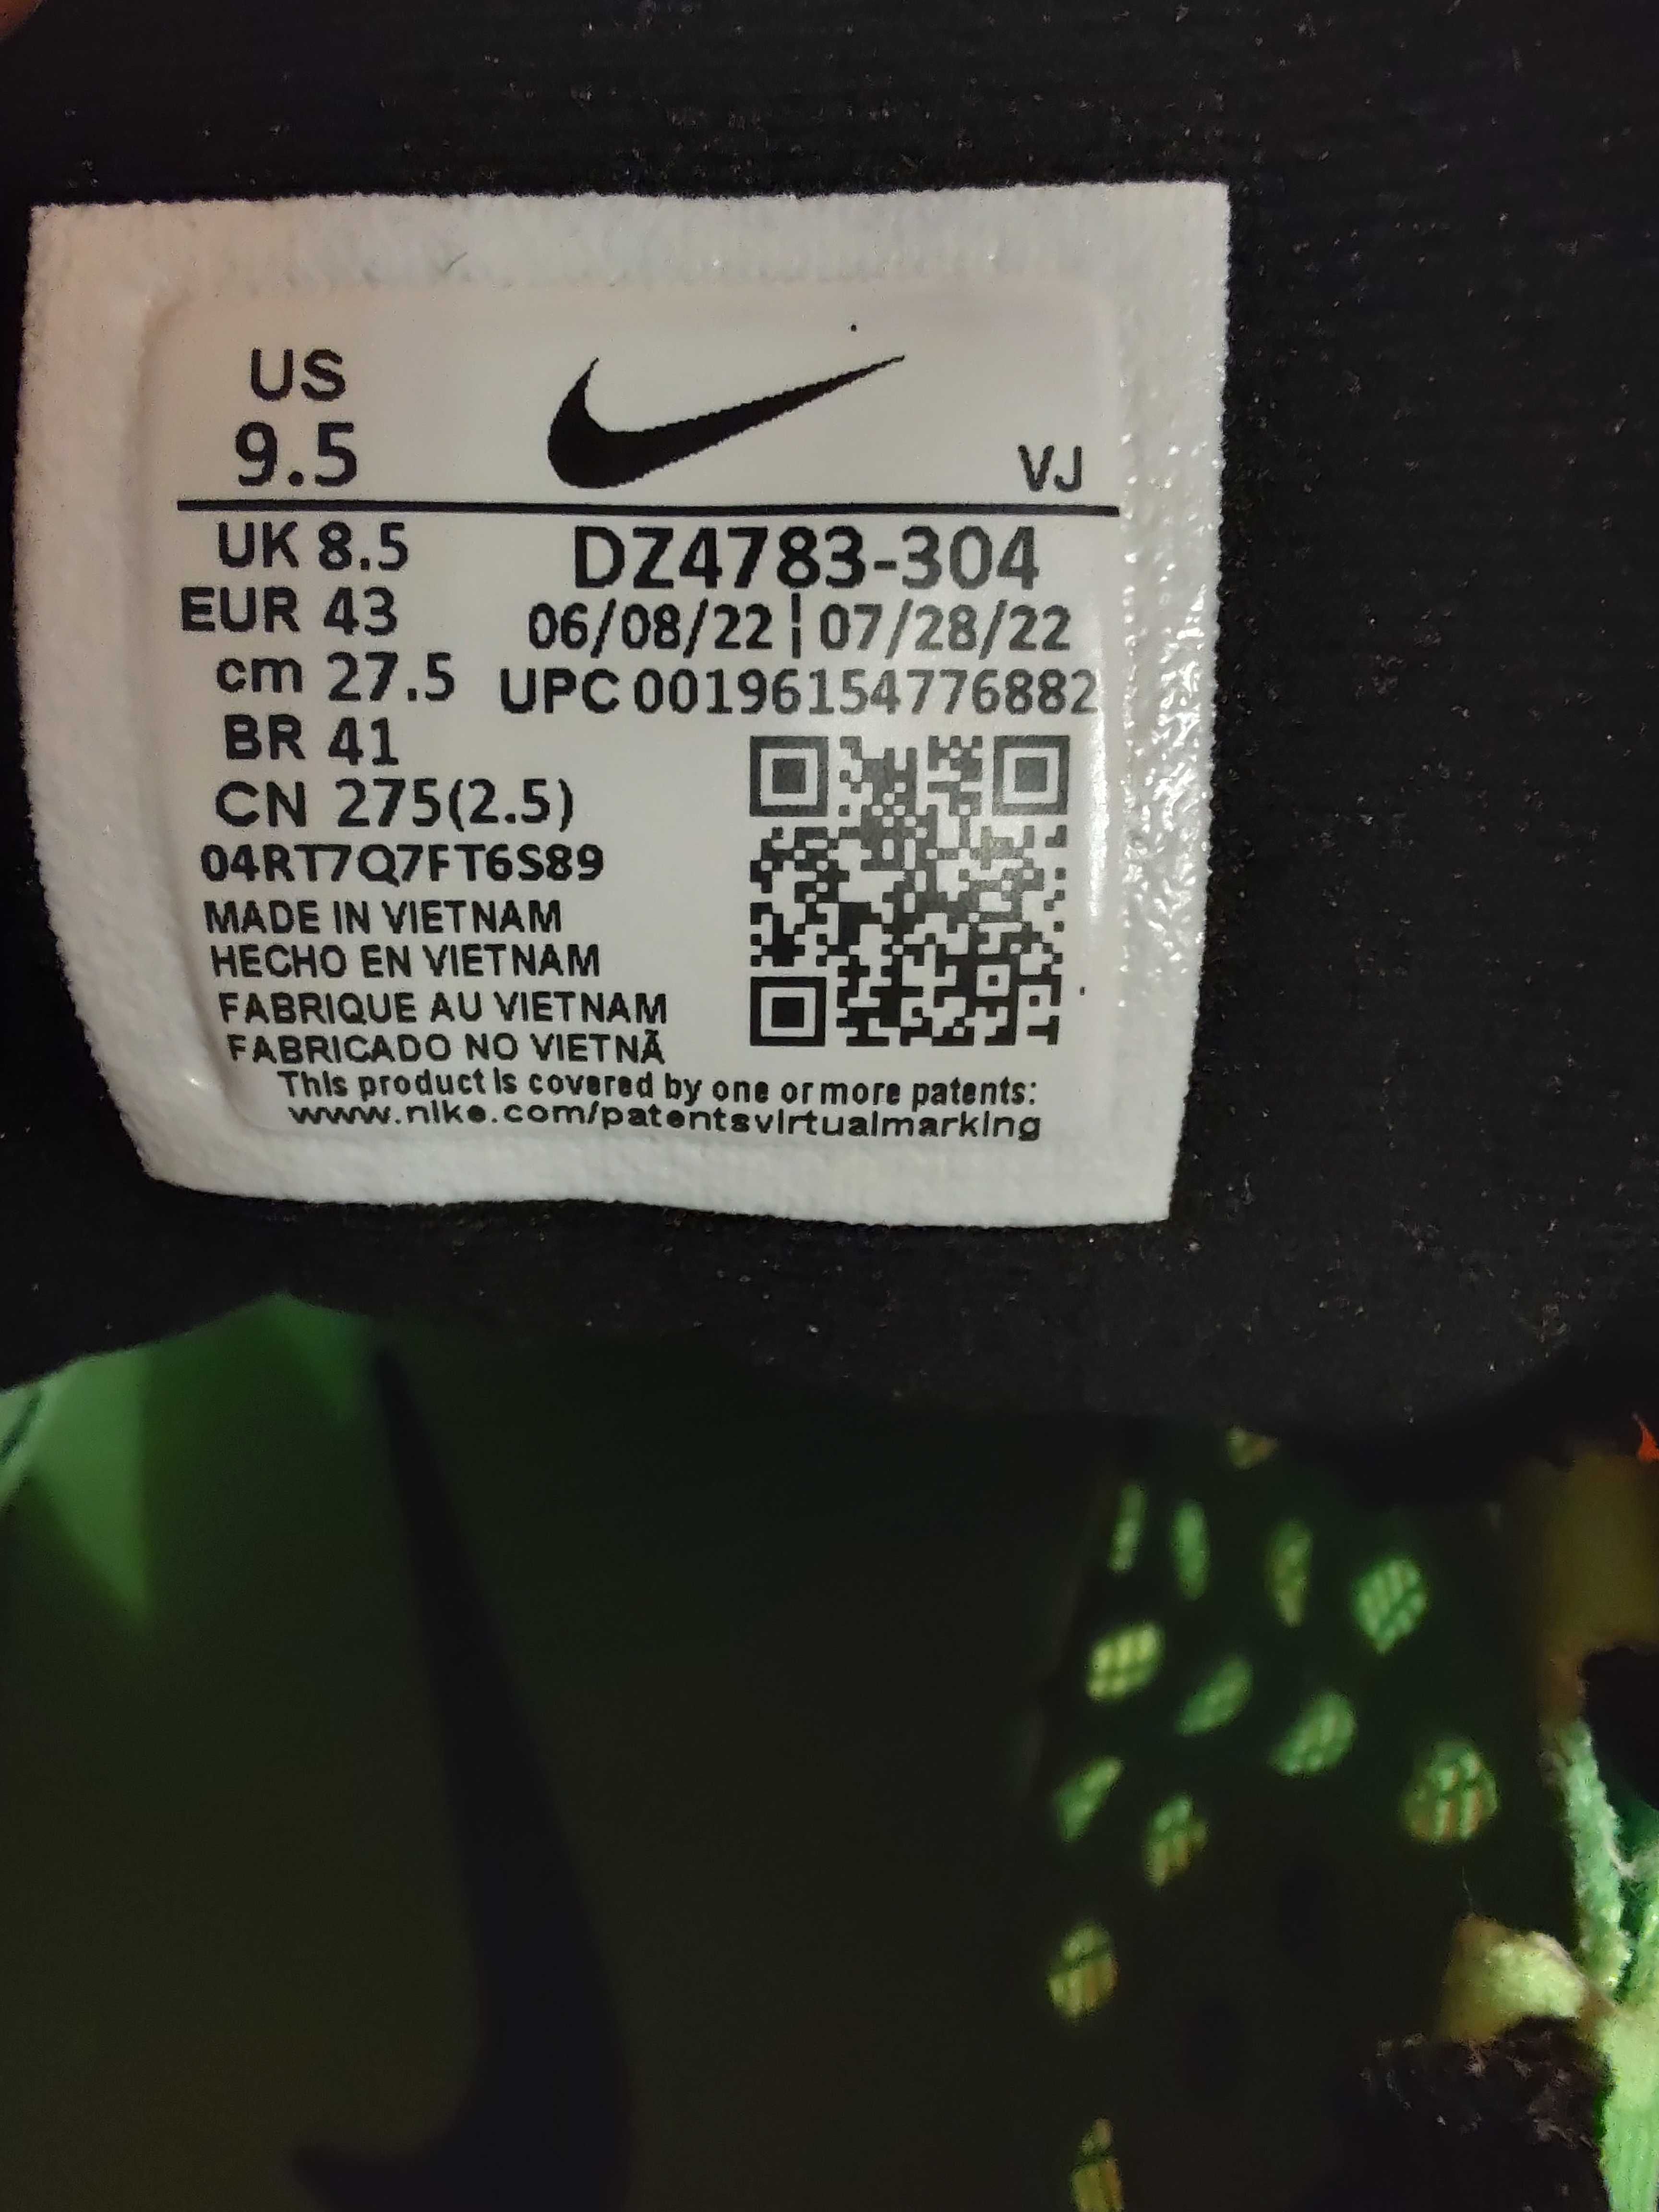 US
9.5
VJ
UK 8.5
DZ4783-304
EUR 43
06/08/22 | 07/28/22
cm 27.5
UPC 00196154776882
BR 41
CN 275(2.5)
04RT7Q7FT6S89
MADE IN VIETNAM
HECHO EN VIETNAM
FABRIQUE AU VIETNAM
FABRICADO NO VIETNÃ
This product is covered by one or more patents:
www.nike.com/patentsvirtualmarking